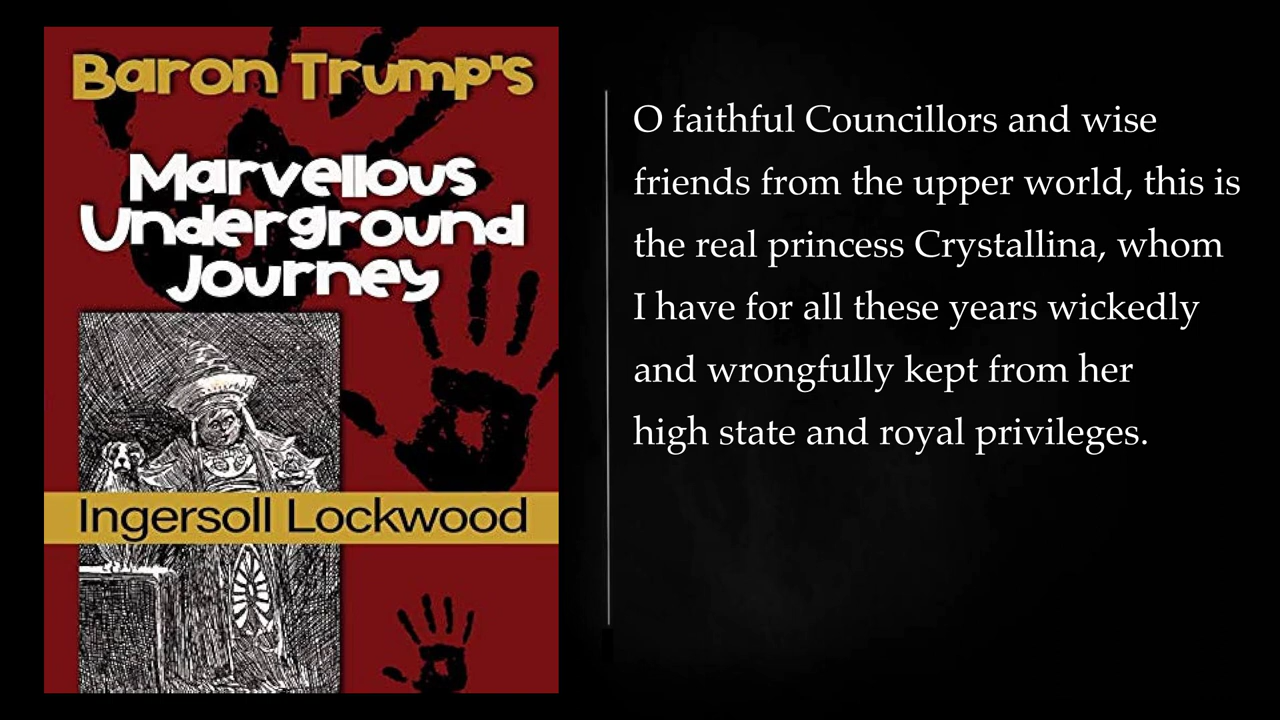 Baron Trump's
Marvellous
Underground
Journey
Ingersoll Lockwood
O faithful Councillors and wise
friends from the upper world, this is
the real princess Crystallina, whom
I have for all these years wickedly
and wrongfully kept from her
high state and royal privileges.